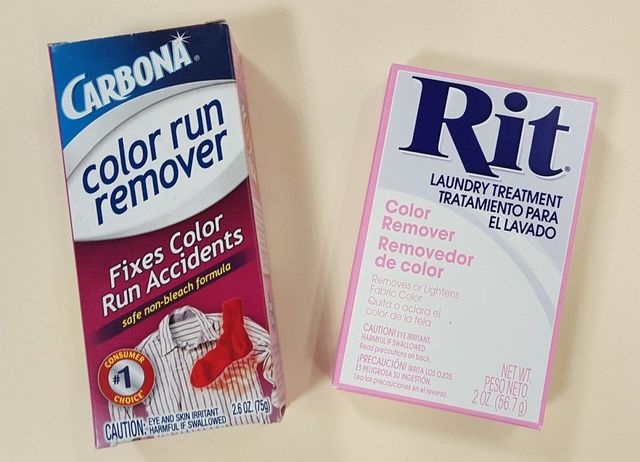 CARBONA®
color run
remover
Fixes Color
Run Accidents
safe non-bleach formula
CONSUMER
#1
CHOICE
CAUTION: EYE AND SKIN IRRITANT
HARMFUL IF SWALLOWED
2.6 OZ. (75g)
Rit®
LAUNDRY TREATMENT
TRATAMIENTO PARA
EL LAVADO
Color
Remover
Removedor
de color
Removes or Lightens
Fabric Color
Quita o aclara el
color de la tela
CAUTION! EYE IRRITANT.
HARMFUL IF SWALLOWED.
Read precautions on back.
¡PRECAUCIÓN! IRRITA LOS OJOS.
ES PELIGROSA SU INGESTIÓN.
Lea las precauciones en el reverso.
NET WT.
PESO NETO.
2 OZ. (56.7g)